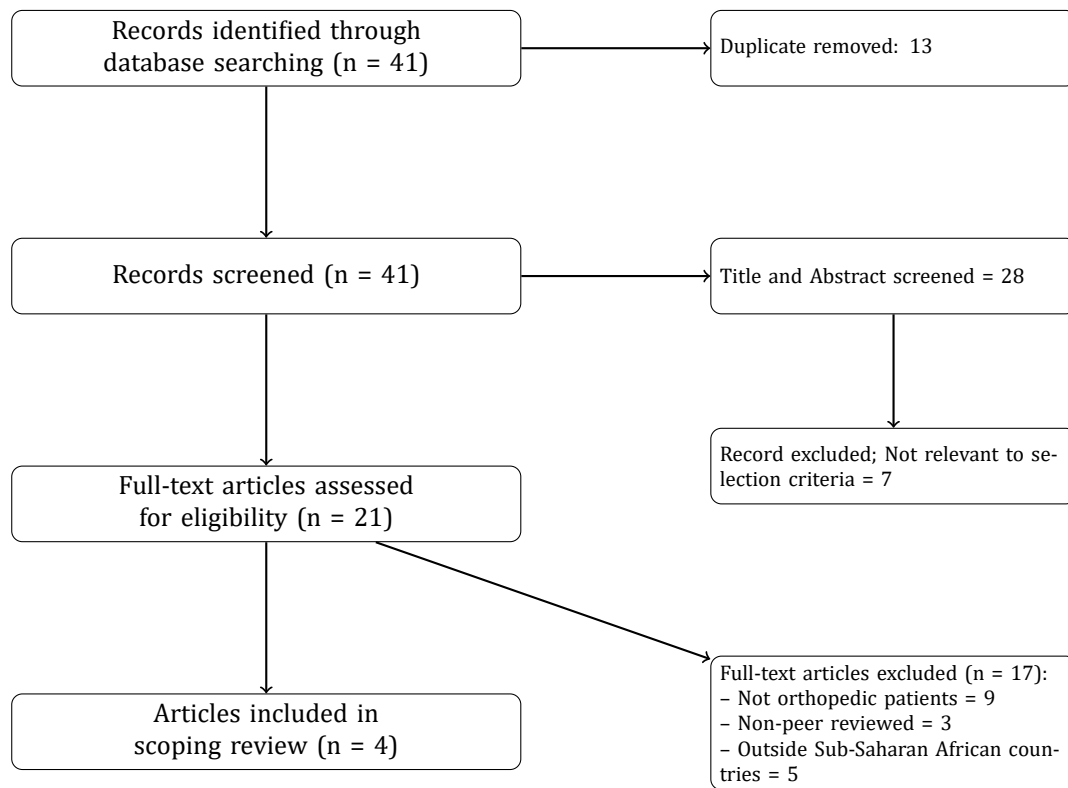 Records identified through
database searching (n = 41)
Duplicate removed: 13
Records screened (n = 41)
Title and Abstract screened = 28
Record excluded; Not relevant to se-
lection criteria = 7
Full-text articles assessed
for eligibility (n = 21)
Full-text articles excluded (n = 17):
– Not orthopedic patients = 9
– Non-peer reviewed = 3
– Outside Sub-Saharan African coun-
tries = 5
Articles included in
scoping review (n = 4)